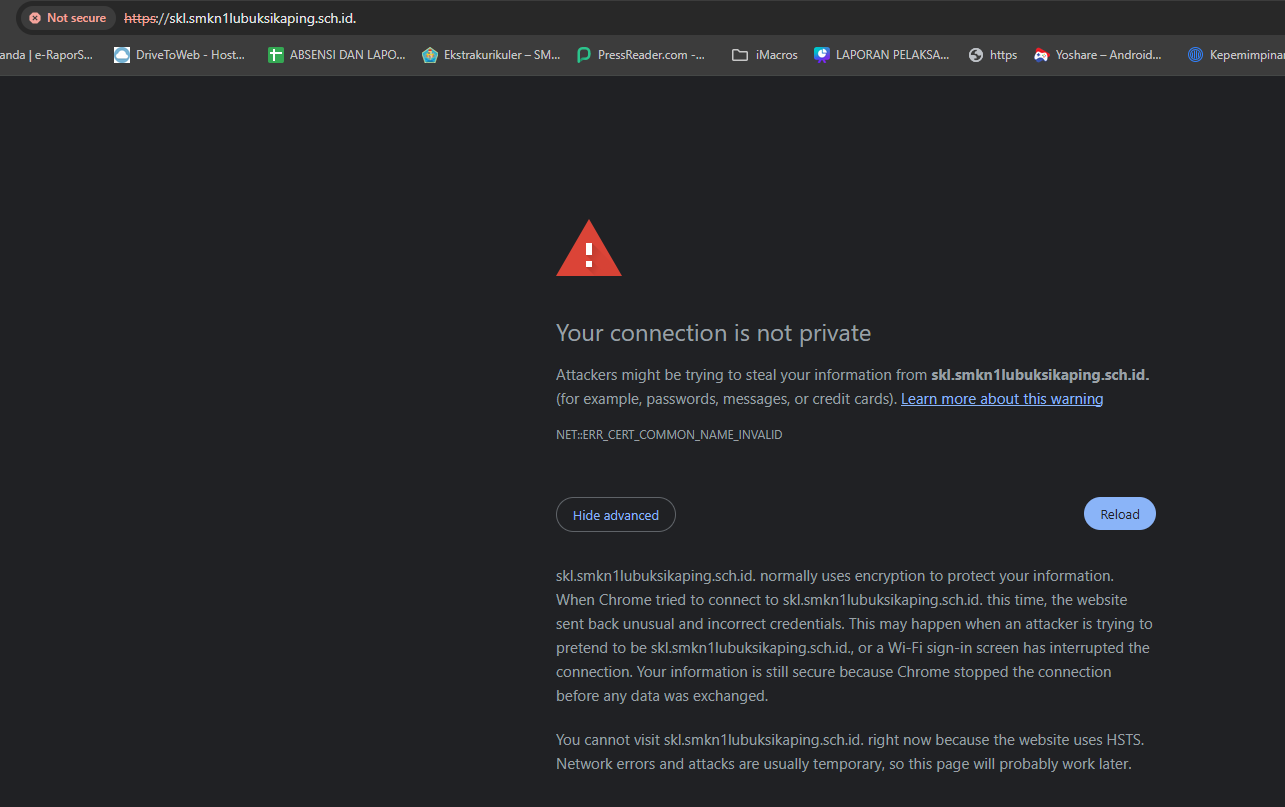 Not secure https://skl.smkn1lubuksikaping.sch.id.
anda | e-RaporS... DriveToWeb - Host... ABSENSI DAN LAPO... Ekstrakurikuler – SM... PressReader.com -... iMacros LAPORAN PELAKSA... https Yoshare – Android... Kepemimpinan
Your connection is not private
Attackers might be trying to steal your information from skl.smkn1lubuksikaping.sch.id.
(for example, passwords, messages, or credit cards). Learn more about this warning
NET::ERR_CERT_COMMON_NAME_INVALID
Hide advanced
Reload
skl.smkn1lubuksikaping.sch.id. normally uses encryption to protect your information.
When Chrome tried to connect to skl.smkn1lubuksikaping.sch.id. this time, the website
sent back unusual and incorrect credentials. This may happen when an attacker is trying to
pretend to be skl.smkn1lubuksikaping.sch.id., or a Wi-Fi sign-in screen has interrupted the
connection. Your information is still secure because Chrome stopped the connection
before any data was exchanged.
You cannot visit skl.smkn1lubuksikaping.sch.id. right now because the website uses HSTS.
Network errors and attacks are usually temporary, so this page will probably work later.